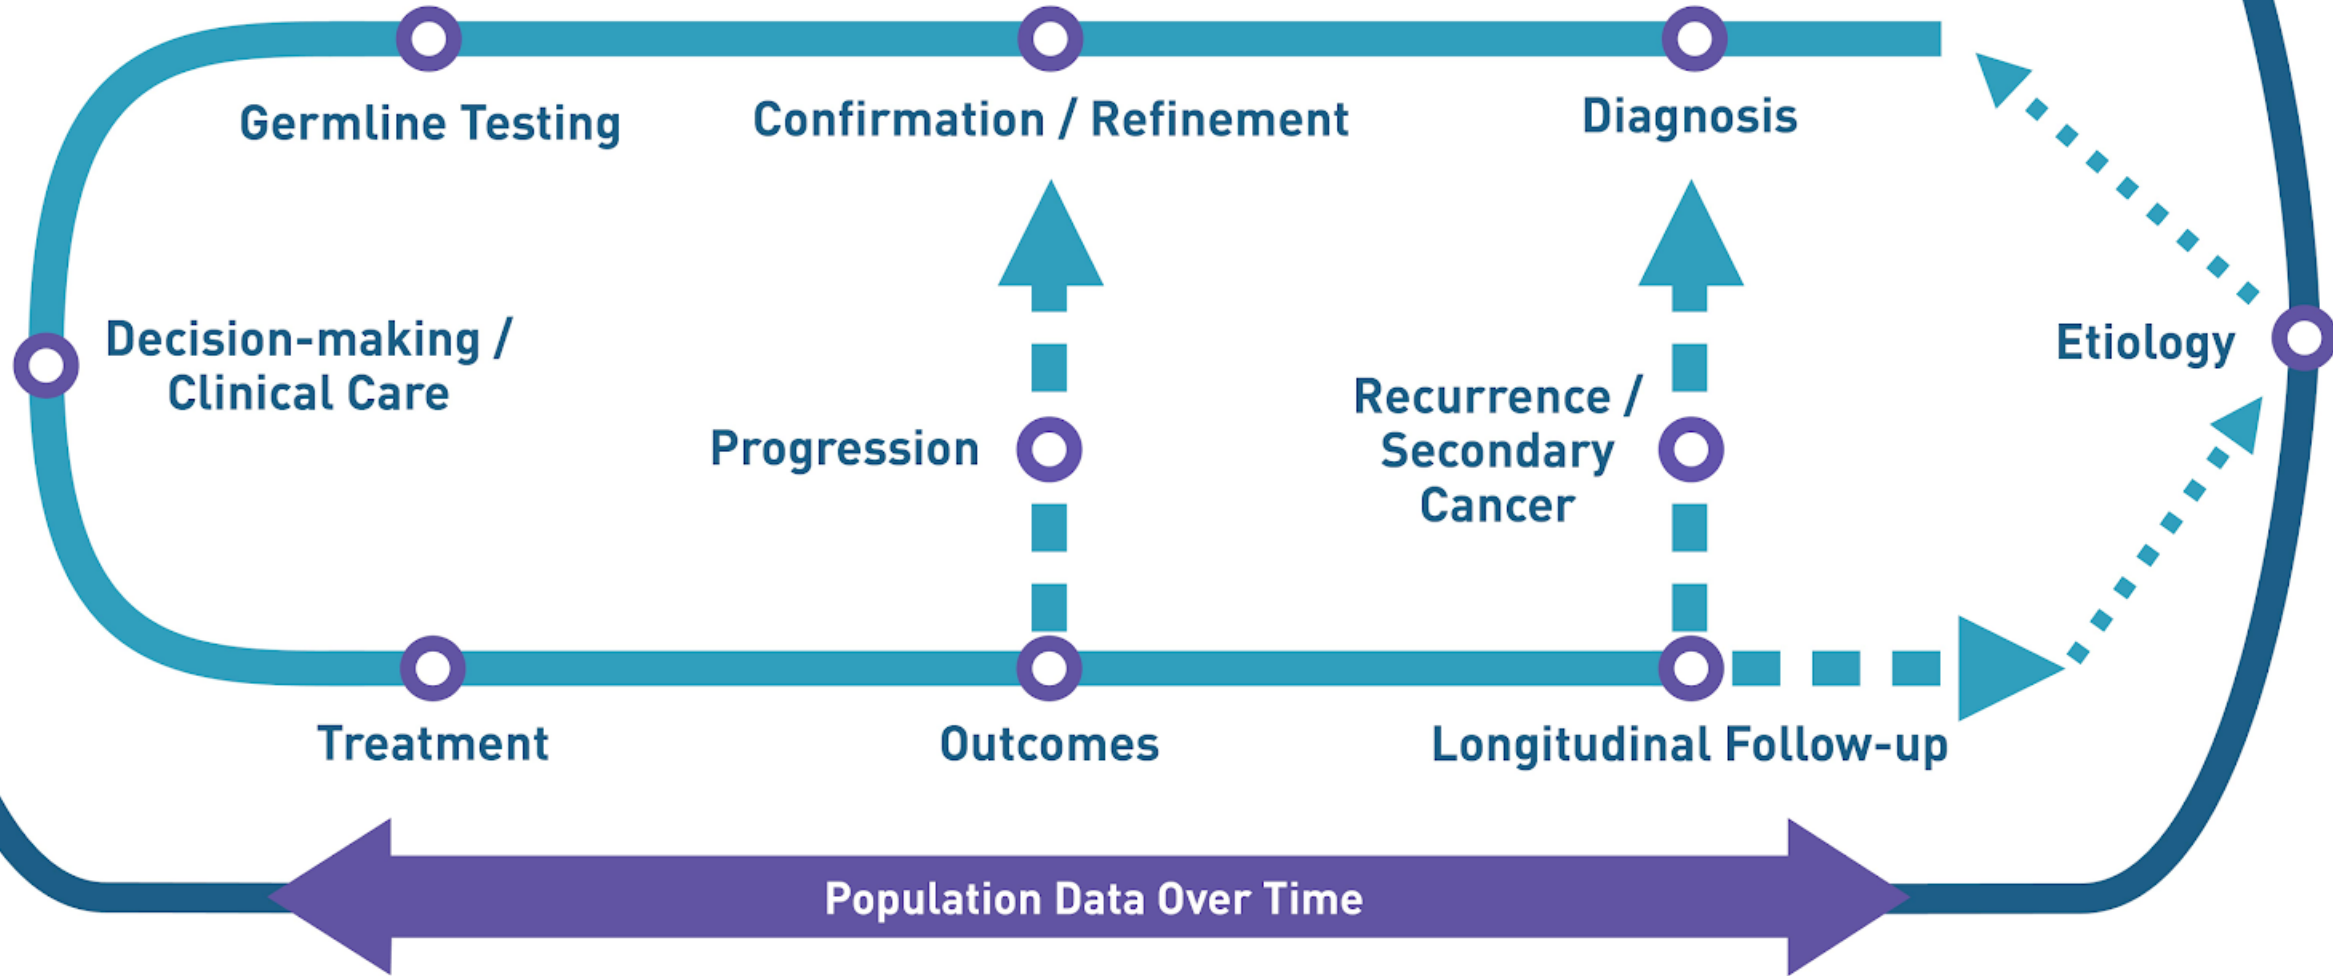 Germline Testing
Confirmation / Refinement
Diagnosis
Decision-making /
Clinical Care
Progression
Recurrence /
Secondary
Cancer
Etiology
Treatment
Outcomes
Longitudinal Follow-up
Population Data Over Time